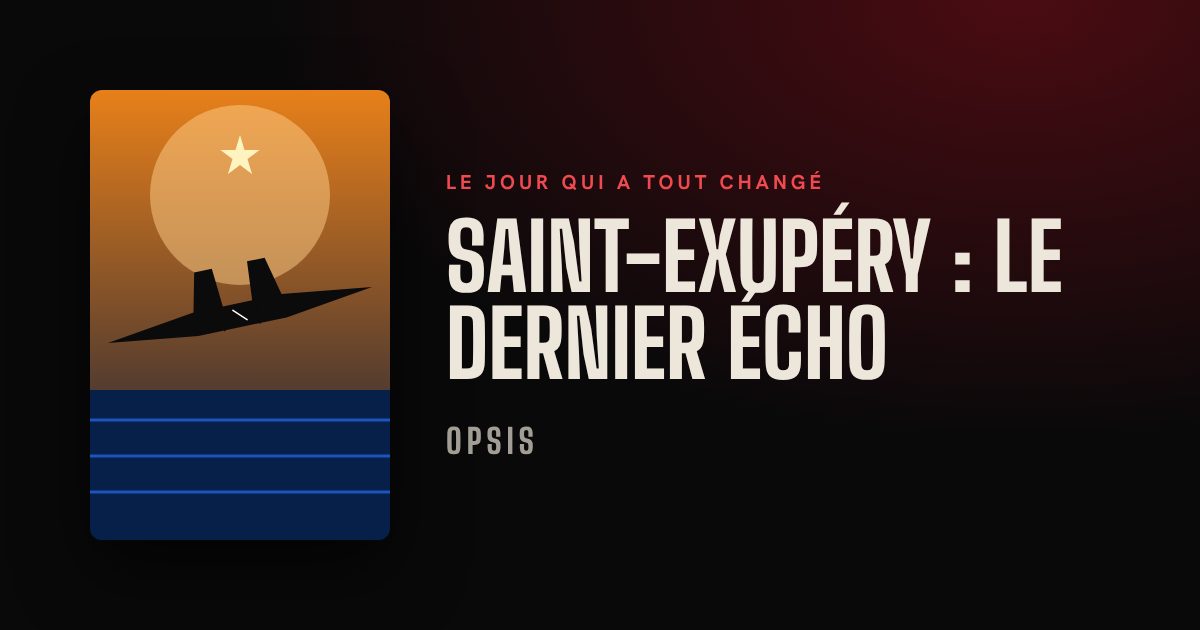 LE JOUR QUI A TOUT CHANGÉ
SAINT-EXUPÉRY : LE
DERNIER ÉCHO
OPSIS